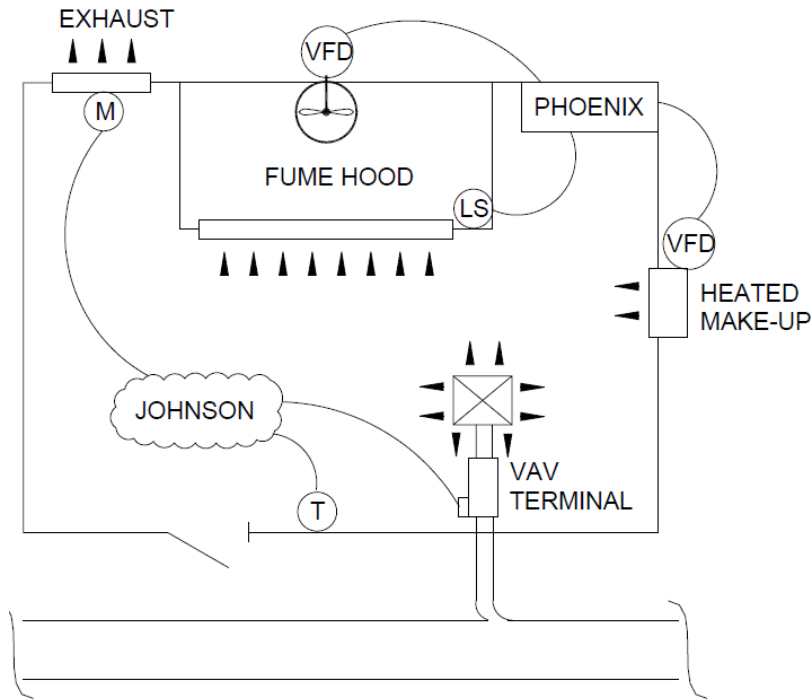 EXHAUST
VFD
M
PHOENIX
FUME HOOD
LS
VFD
HEATED
MAKE-UP
JOHNSON
VAV
TERMINAL
T